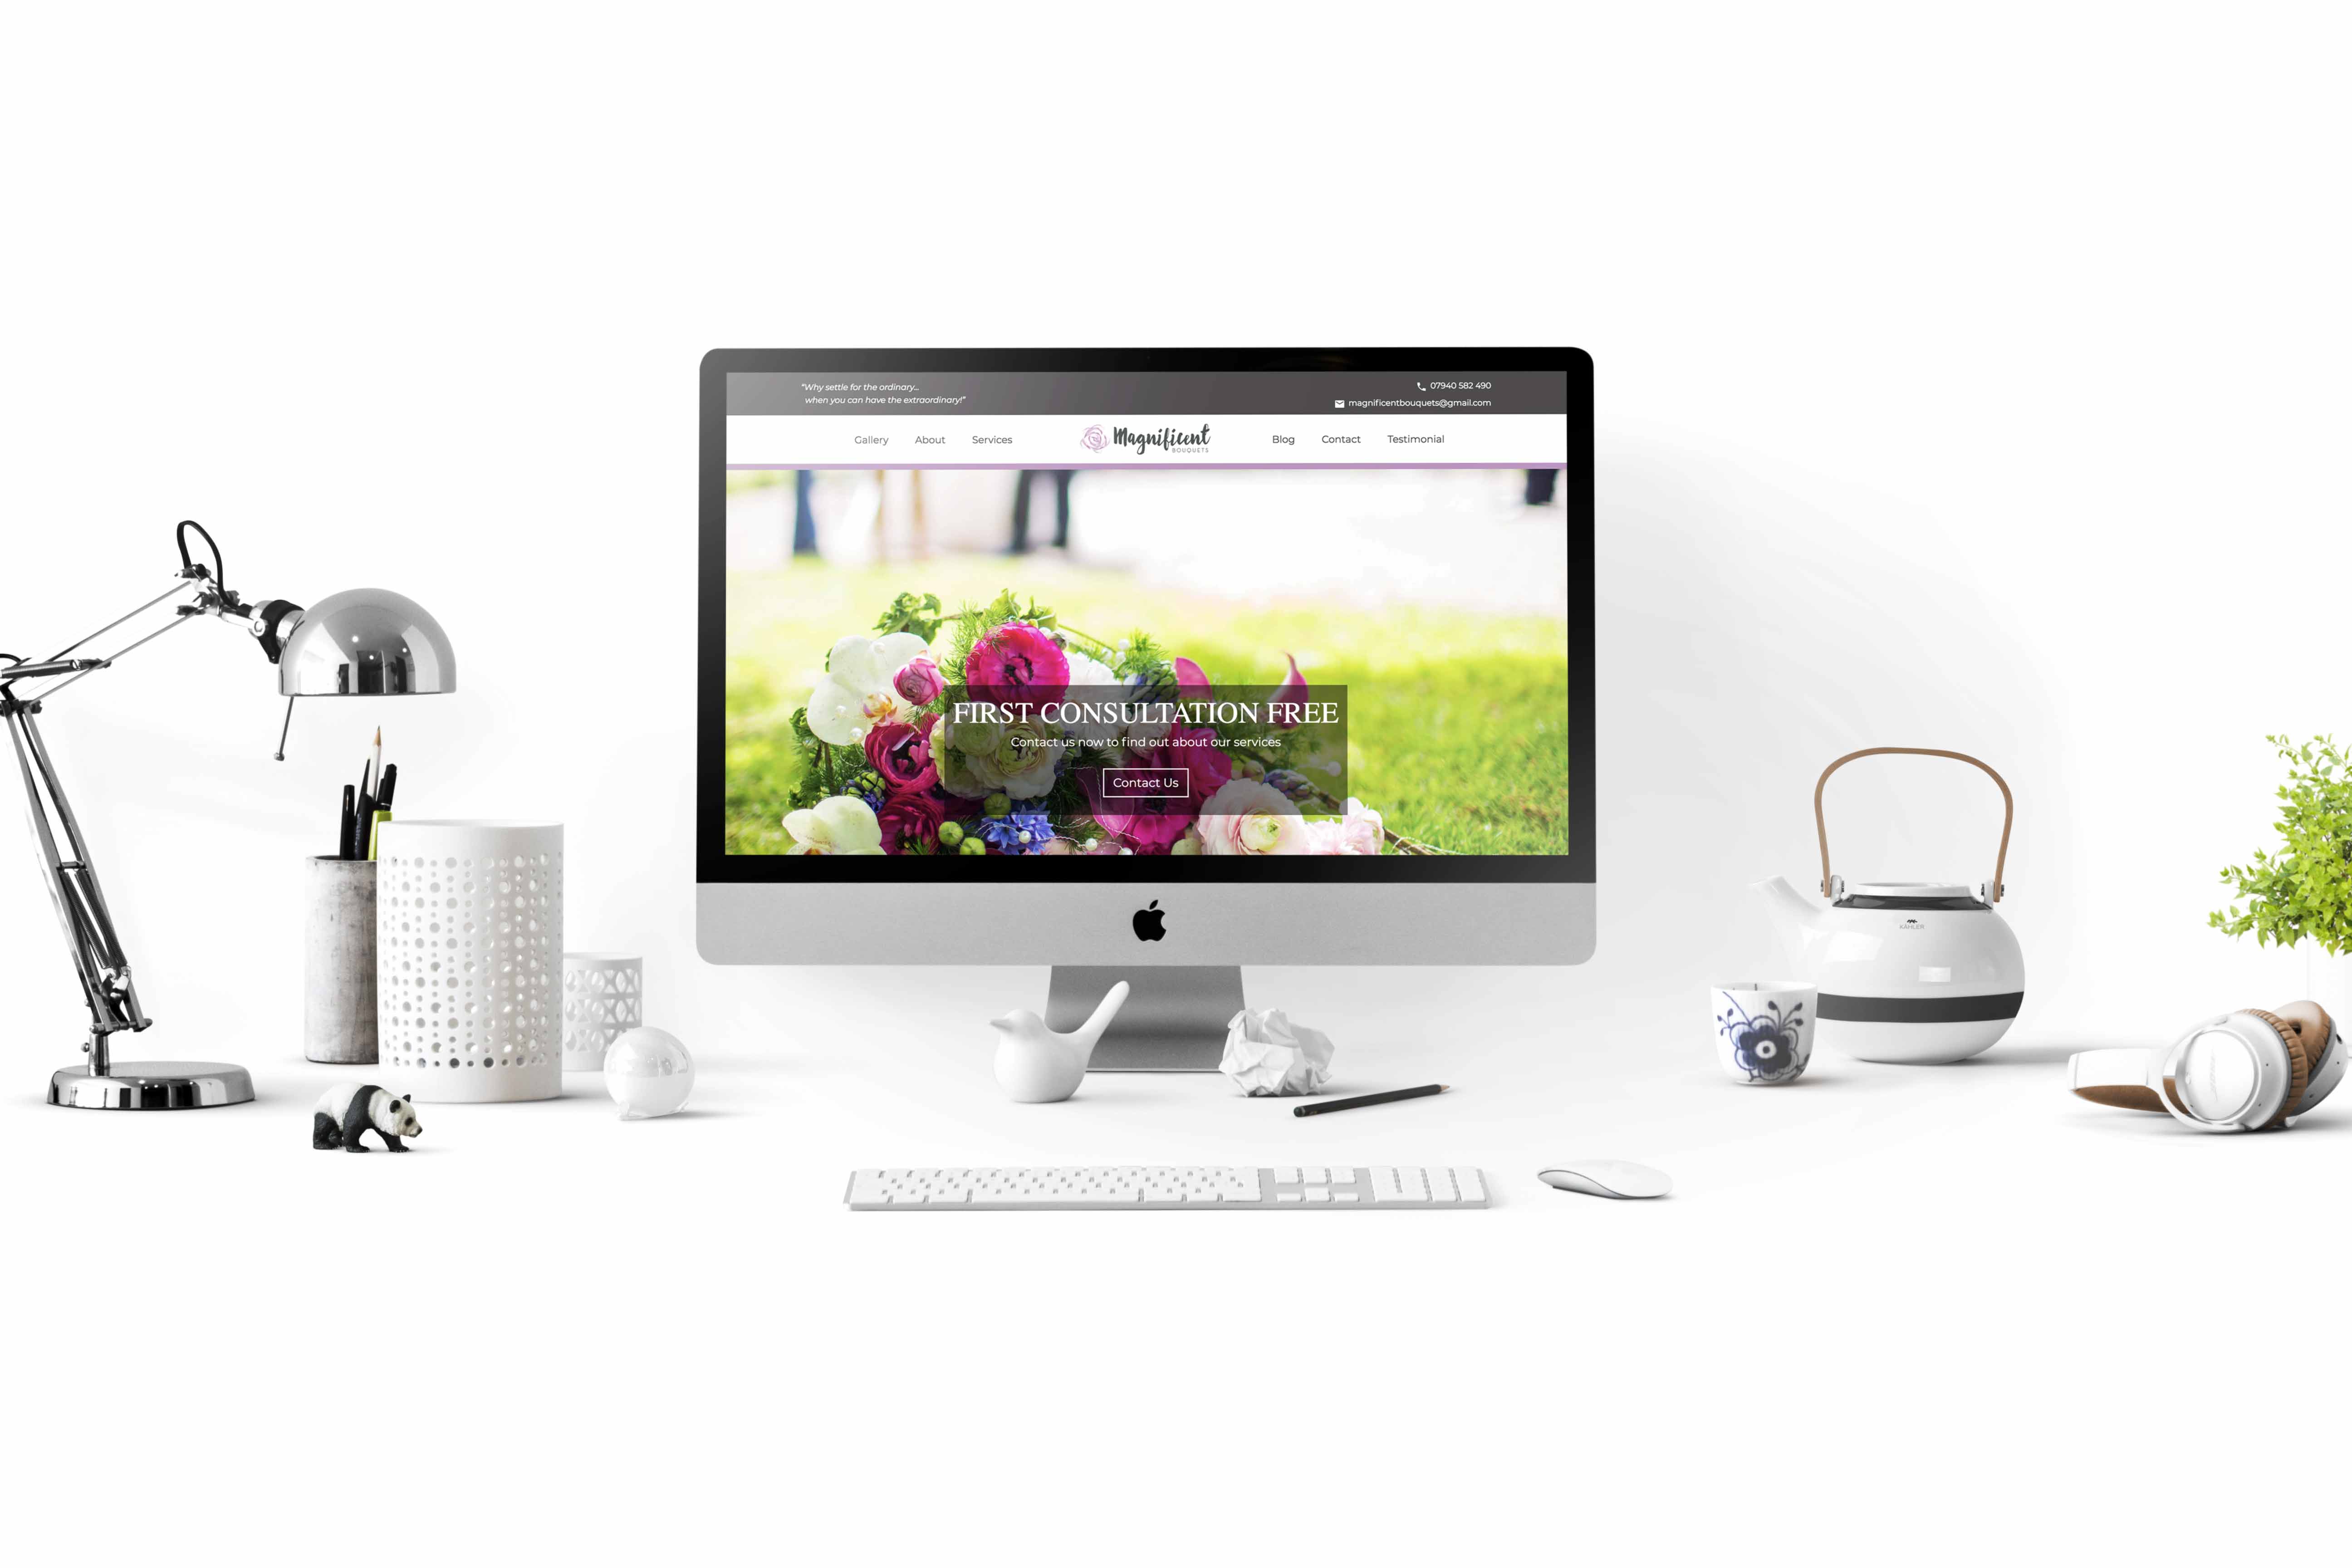 "Why settle for the ordinary...
when you can have the extraordinary!"
07940 582 490
magnificentbouquets@gmail.com
Gallery About Services Magnificent Blog Contact Testimonial
BOUQUETS
FIRST CONSULTATION FREE
Contact us now to find out about our services
Contact Us
KÄHLER